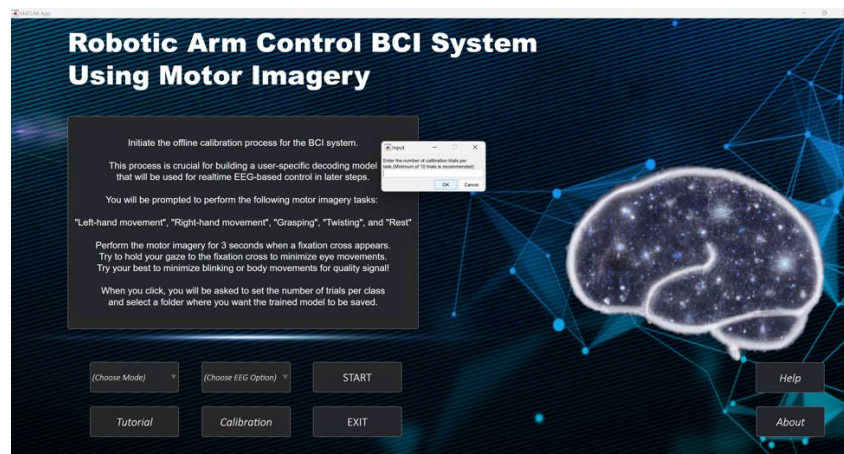 MATLAB App
Robotic Arm Control BCI System
Using Motor Imagery
Initiate the offline calibration process for the BCI system.
This process is crucial for building a user-specific decoding model
that will be used for realtime EEG-based control in later steps.
You will be prompted to perform the following motor imagery tasks:
"Left-hand movement", "Right-hand movement", "Grasping", "Twisting", and "Rest"
Perform the motor imagery for 3 seconds when a fixation cross appears.
Try to hold your gaze to the fixation cross to minimize eye movements.
Try your best to minimize blinking or body movements for quality signal!
When you click, you will be asked to set the number of trials per class
and select a folder where you want the trained model to be saved.
Input
Enter the number of calibration trials per
task (Minimum of 10 trials is recommended)
OK Cancel
(Choose Mode) (Choose EEG Option) START
Help
Tutorial Calibration EXIT
About